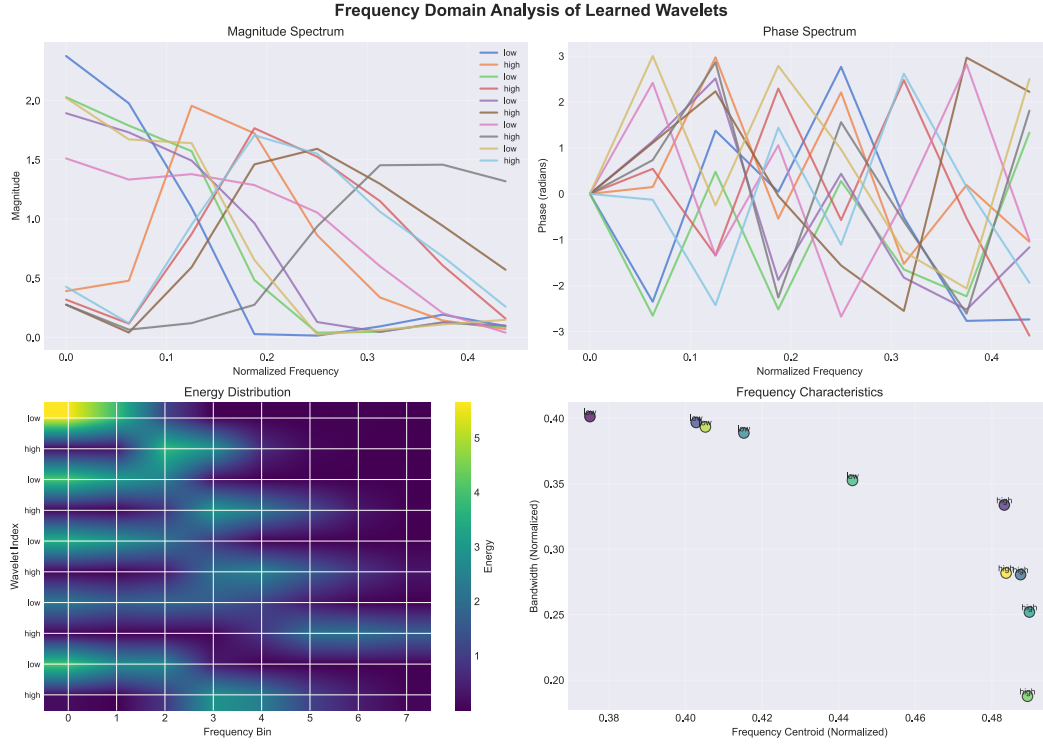 Frequency Domain Analysis of Learned Wavelets
Magnitude Spectrum
Magnitude
2.0
1.5
1.0
0.5
0.0
0.0
0.1
0.2
0.3
0.4
Normalized Frequency
low
high
low
high
low
high
low
high
low
high
Phase Spectrum
Phase (radians)
3
2
1
0
−1
−2
−3
0.0
0.1
0.2
0.3
0.4
Normalized Frequency
Energy Distribution
Wavelet Index
low
high
low
high
low
high
low
high
low
high
0
1
2
3
4
5
6
7
Frequency Bin
5
4
3
2
1
Energy
Frequency Characteristics
Bandwidth (Normalized)
0.40
0.35
0.30
0.25
0.20
low
low
low
low
low
high
high
high
high
high
0.38
0.40
0.42
0.44
0.46
0.48
Frequency Centroid (Normalized)